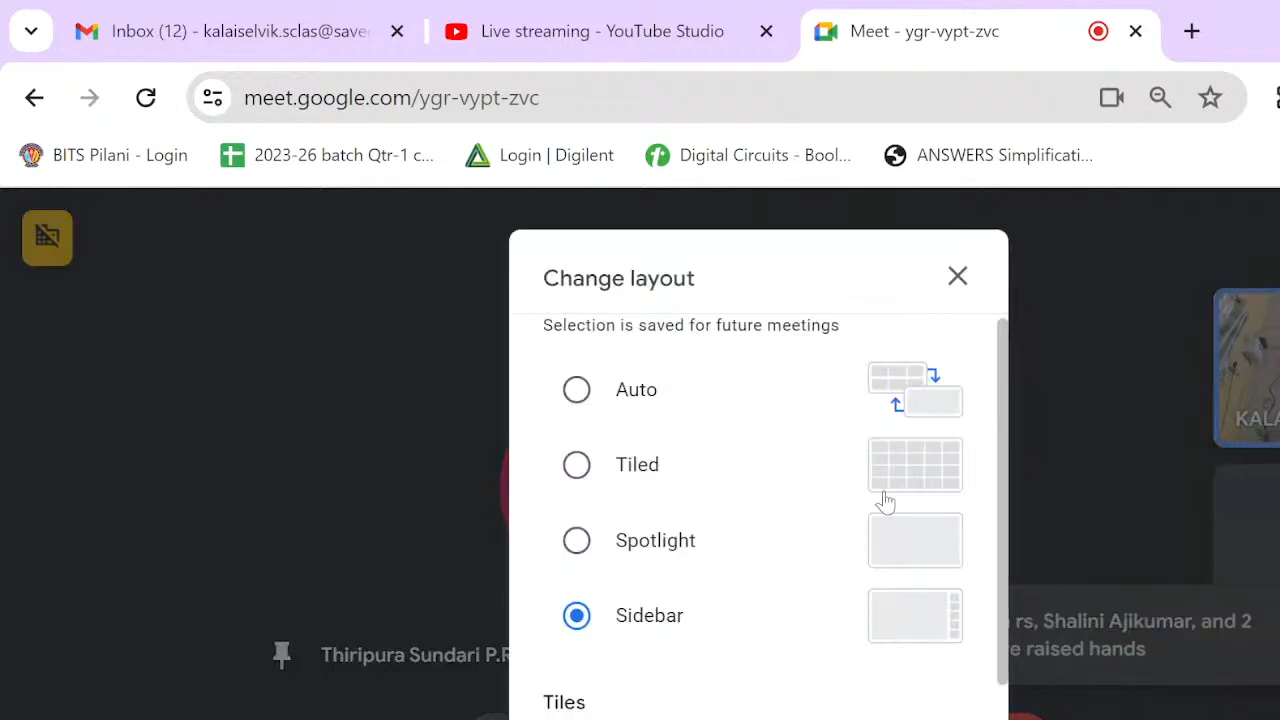 Inbox (12) - kalaiselvik.sclas@save
Live streaming - YouTube Studio
Meet - ygr-vypt-zvc
meet.google.com/ygr-vypt-zvc
BITS Pilani - Login
2023-26 batch Qtr-1 c...
Login | Digilent
Digital Circuits - Bool...
ANSWERS Simplificati...
Change layout
Selection is saved for future meetings
Auto
KALA
Tiled
Spotlight
Sidebar
rs, Shalini Ajikumar, and 2
e raised hands
Thiripura Sundari P.R
Tiles